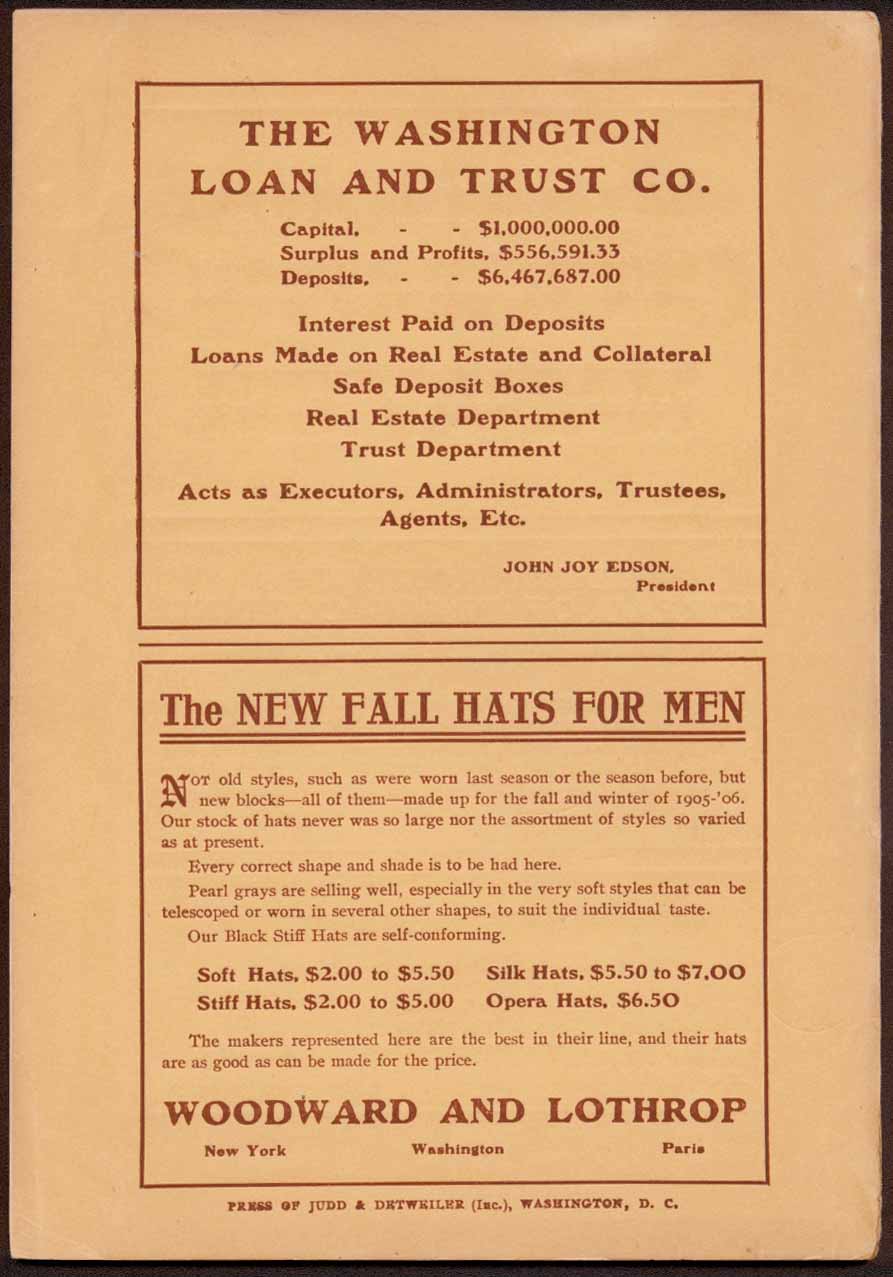 THE WASHINGTON
LOAN AND TRUST CO.
Capital, - - $1,000,000.00
Surplus and Profits, $556,591.33
Deposits, - - $6,467,687.00
Interest Paid on Deposits
Loans Made on Real Estate and Collateral
Safe Deposit Boxes
Real Estate Department
Trust Department
Acts as Executors, Administrators, Trustees,
Agents, Etc.
JOHN JOY EDSON,
President
The NEW FALL HATS FOR MEN
NOT old styles, such as were worn last season or the season before, but
new blocks—all of them—made up for the fall and winter of 1905-'06.
Our stock of hats never was so large nor the assortment of styles so varied
as at present.
Every correct shape and shade is to be had here.
Pearl grays are selling well, especially in the very soft styles that can be
telescoped or worn in several other shapes, to suit the individual taste.
Our Black Stiff Hats are self-conforming.
Soft Hats, $2.00 to $5.50 Silk Hats, $5.50 to $7.00
Stiff Hats, $2.00 to $5.00 Opera Hats, $6.50
The makers represented here are the best in their line, and their hats
are as good as can be made for the price.
WOODWARD AND LOTHROP
New York Washington Paris
PRESS OF JUDD & DETWEILER (Inc.), WASHINGTON, D. C.